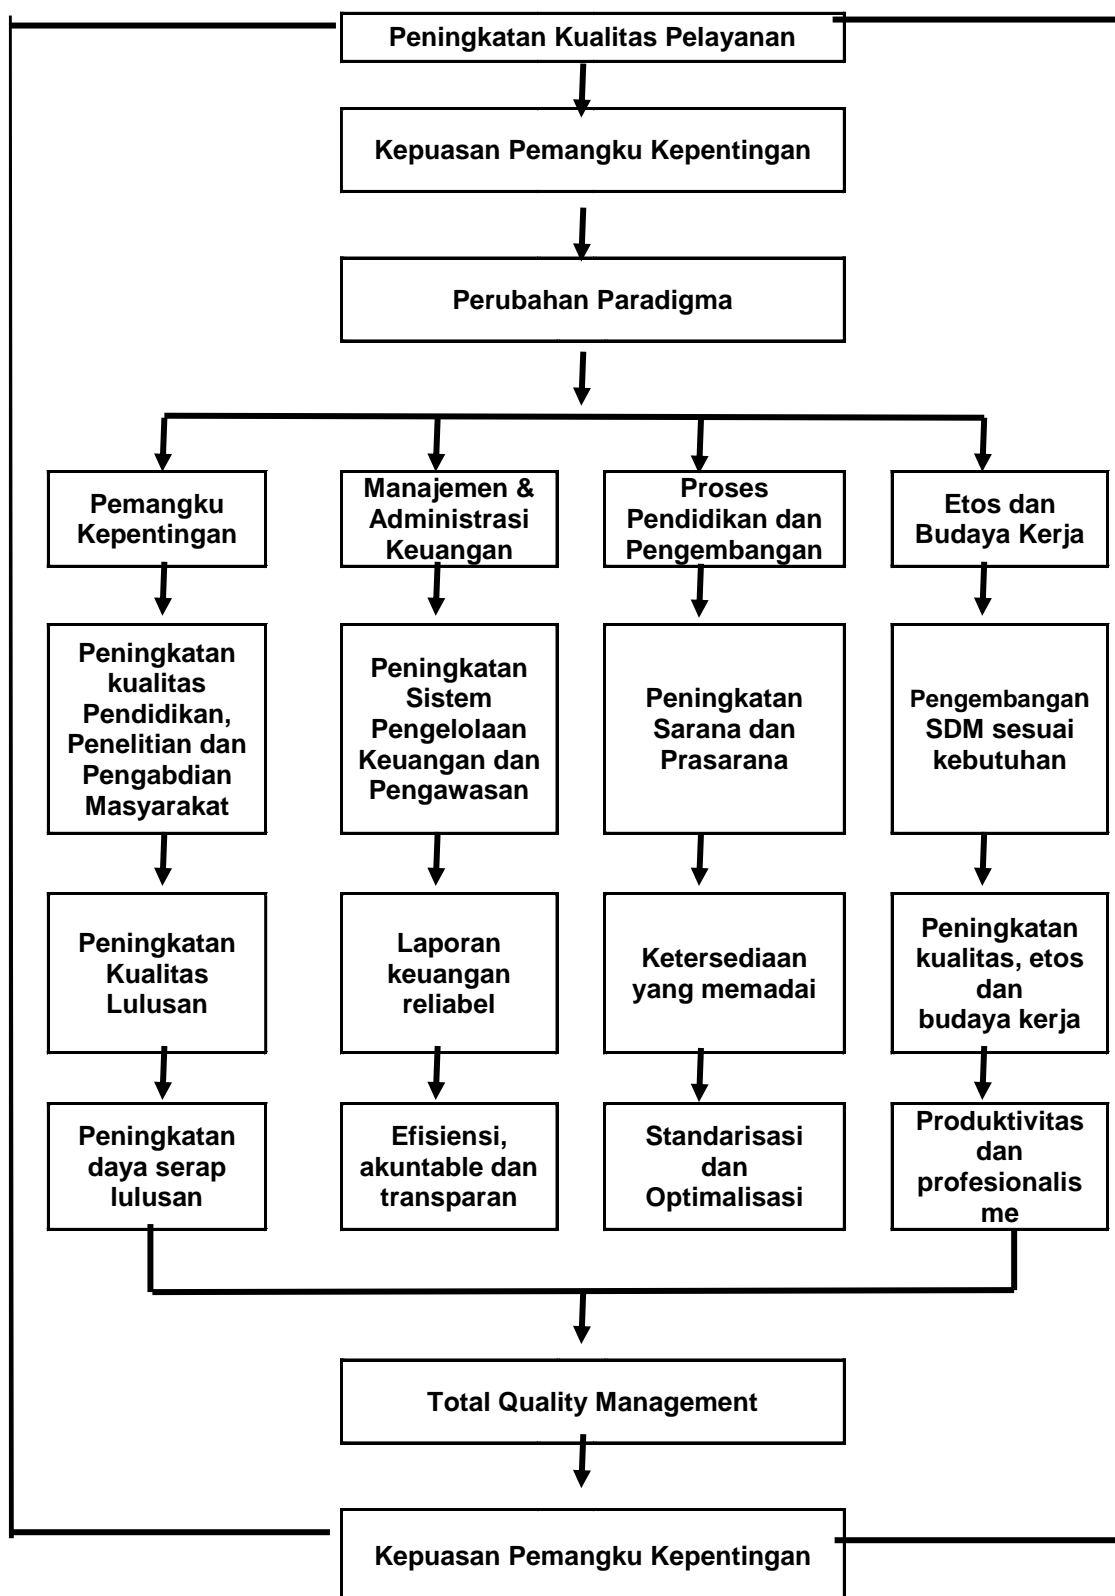 Peningkatan Kualitas Pelayanan
Kepuasan Pemangku Kepentingan
Perubahan Paradigma
Pemangku
Kepentingan
Manajemen &
Administrasi
Keuangan
Proses
Pendidikan dan
Pengembangan
Etos dan
Budaya Kerja
Peningkatan
kualitas
Pendidikan,
Penelitian dan
Pengabdian
Masyarakat
Peningkatan
Sistem
Pengelolaan
Keuangan dan
Pengawasan
Peningkatan
Sarana dan
Prasarana
Pengembangan
SDM sesuai
kebutuhan
Peningkatan
Kualitas
Lulusan
Laporan
keuangan
reliabel
Ketersediaan
yang memadai
Peningkatan
kualitas, etos
dan
budaya kerja
Peningkatan
daya serap
lulusan
Efisiensi,
akuntable dan
transparan
Standarisasi
dan
Optimalisasi
Produktivitas
dan
profesionalis
me
Total Quality Management
Kepuasan Pemangku Kepentingan